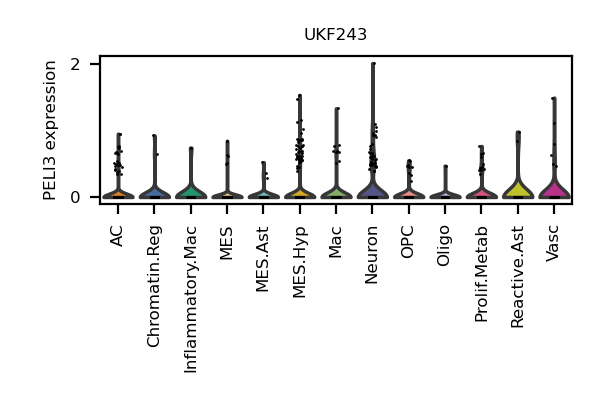 UKF243
PELI3 expression
2
0
AC
Chromatin.Reg
Inflammatory.Mac
MES
MES.Ast
MES.Hyp
Mac
Neuron
OPC
Oligo
Prolif.Metab
Reactive.Ast
Vasc